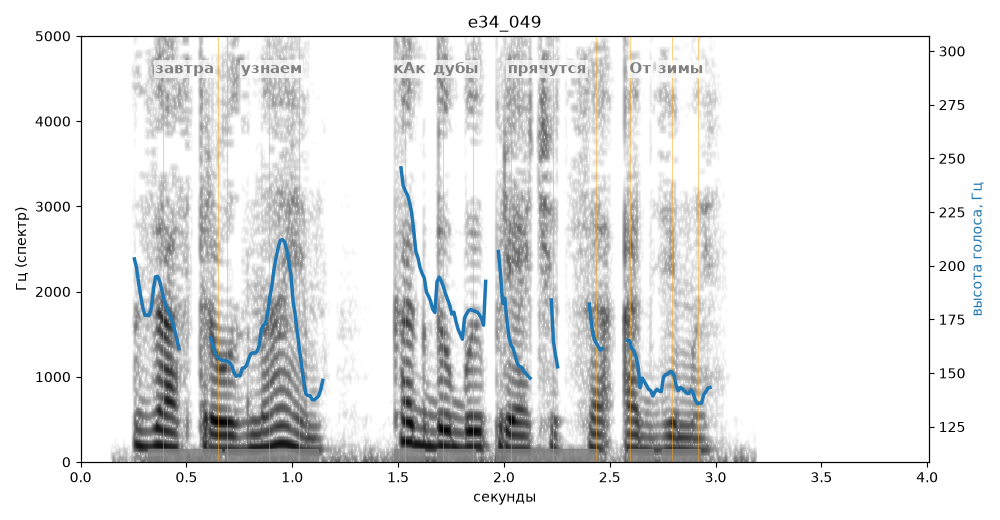 e34_049
завтра узнаем кАк дубы прячутся От зимы
Гц (спектр)
5000
4000
3000
2000
1000
0
300
275
250
225
200
175
150
125
высота голоса, Гц
0.0 0.5 1.0 1.5 2.0 2.5 3.0 3.5 4.0
секунды